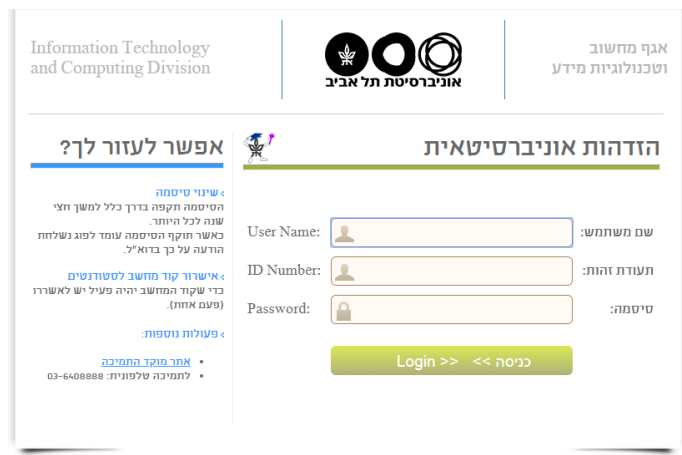 Information Technology
and Computing Division
אוניברסיטת תל אביב
אגף מחשוב
וטכנולוגיות מידע
הזדהות אוניברסיטאית
אפשר לעזור לך?
שם משתמש:
User Name:
תעודת זהות:
ID Number:
סיסמה:
Password:
כניסה >> << Login
שינוי סיסמה
הסיסמה תקפה בדרך כלל למשך חצי
שנה לכל היותר.
כאשר תוקף הסיסמה עומד לפוג נשלחת
הודעה על כך בדוא"ל.
אישרור קוד מחשב לסטודנטים
כדי שקוד המחשב יהיה פעיל יש לאשררו
(פעם אחת).
פעולות נוספות:
• אתר מוקד התמיכה
• לתמיכה טלפונית: 03-6408888